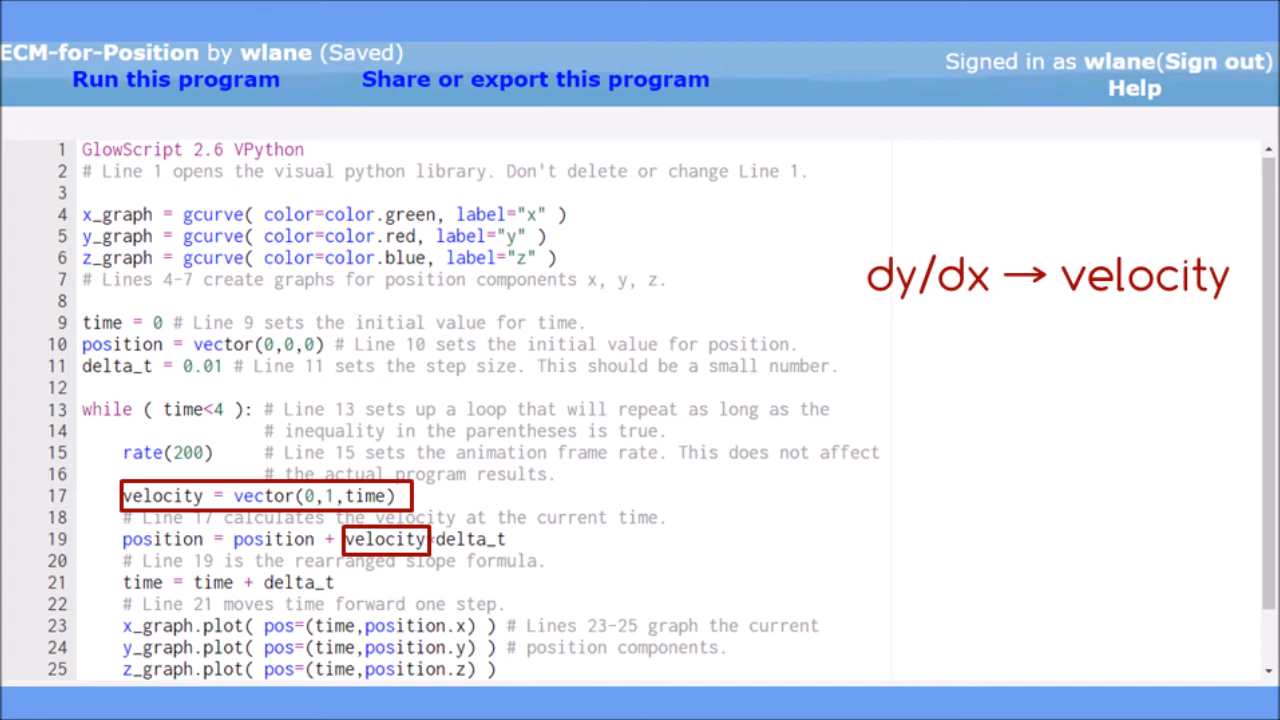 ECM-for-Position by wlane (Saved)
Signed in as wlane(Sign out)
Run this program Share or export this program
Help
1 GlowScript 2.6 VPython
2 # Line 1 opens the visual python library. Don't delete or change Line 1.
3
4 x_graph = gcurve( color=color.green, label="x" )
5 y_graph = gcurve( color=color.red, label="y" )
6 z_graph = gcurve( color=color.blue, label="z" )
7 # Lines 4-7 create graphs for position components x, y, z.
dy/dx → velocity
8
9 time = 0 # Line 9 sets the initial value for time.
10 position = vector(0,0,0) # Line 10 sets the initial value for position.
11 delta_t = 0.01 # Line 11 sets the step size. This should be a small number.
12
13 while ( time<4 ): # Line 13 sets up a loop that will repeat as long as the
14 # inequality in the parentheses is true.
15 rate(200) # Line 15 sets the animation frame rate. This does not affect
16 # the actual program results.
17 velocity = vector(0,1,time)
18 # Line 17 calculates the velocity at the current time.
19 position = position + velocity*delta_t
20 # Line 19 is the rearranged slope formula.
21 time = time + delta_t
22 # Line 21 moves time forward one step.
23 x_graph.plot( pos=(time,position.x) ) # Lines 23-25 graph the current
24 y_graph.plot( pos=(time,position.y) ) # position components.
25 z_graph.plot( pos=(time,position.z) )